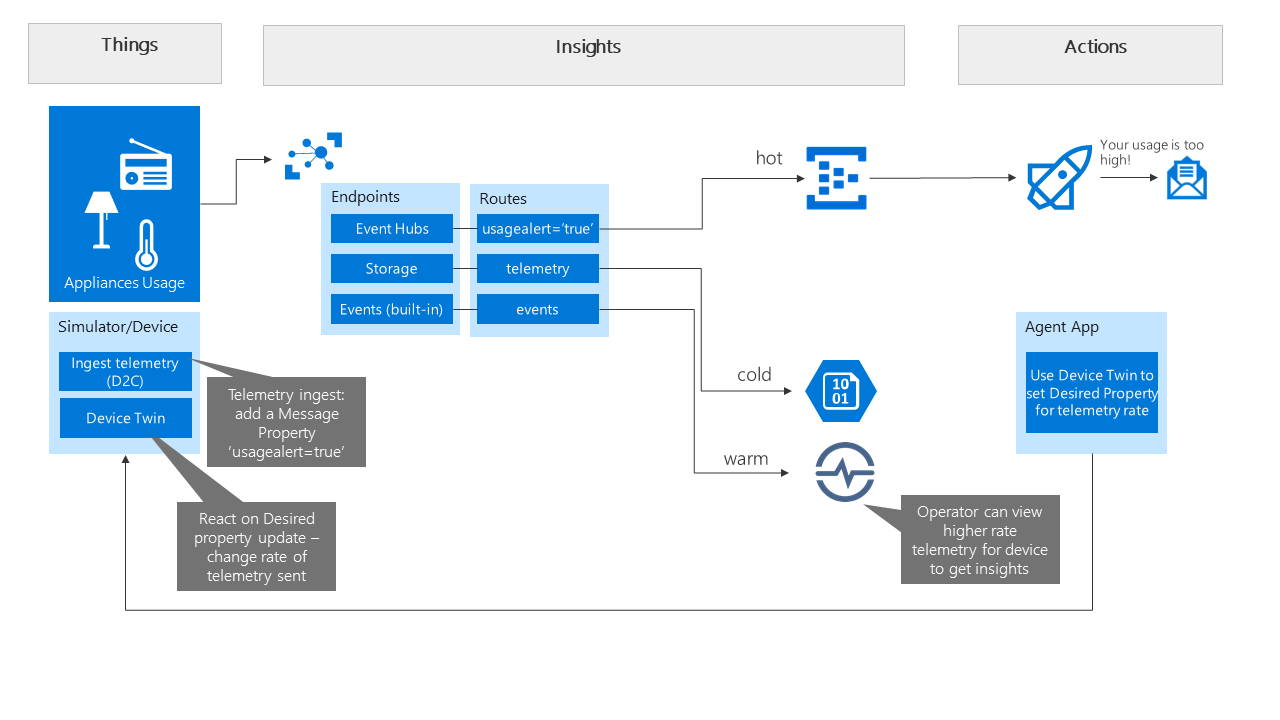 Things
Insights
Actions
Appliances Usage
Endpoints
Event Hubs
Storage
Events (built-in)
Routes
usagealert=‘true’
telemetry
events
hot
cold
warm
10
01
Your usage is too
high!
Simulator/Device
Ingest telemetry
(D2C)
Device Twin
Telemetry ingest:
add a Message
Property
‘usagealert=true’
React on Desired
property update –
change rate of
telemetry sent
Operator can view
higher rate
telemetry for device
to get insights
Agent App
Use Device Twin to
set Desired Property
for telemetry rate